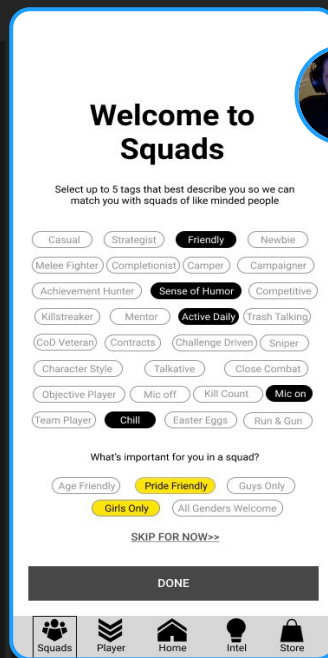 Welcome to
Squads
Select up to 5 tags that best describe you so we can
match you with squads of like minded people
Casual Strategist Friendly Newbie
Melee Fighter Completionist Camper Campaigner
Achievement Hunter Sense of Humor Competitive
Killstreaker Mentor Active Daily Trash Talking
CoD Veteran Contracts Challenge Driven Sniper
Character Style Talkative Close Combat
Objective Player Mic off Kill Count Mic on
Team Player Chill Easter Eggs Run & Gun
What's important for you in a squad?
Age Friendly Pride Friendly Guys Only
Girls Only All Genders Welcome
SKIP FOR NOW>>
DONE
Squads Player Home Intel Store